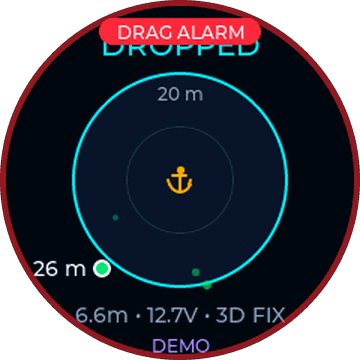 DRAG ALARM
DROPPED
20 m
26 m
6.6m • 12.7V • 3D FIX
DEMO